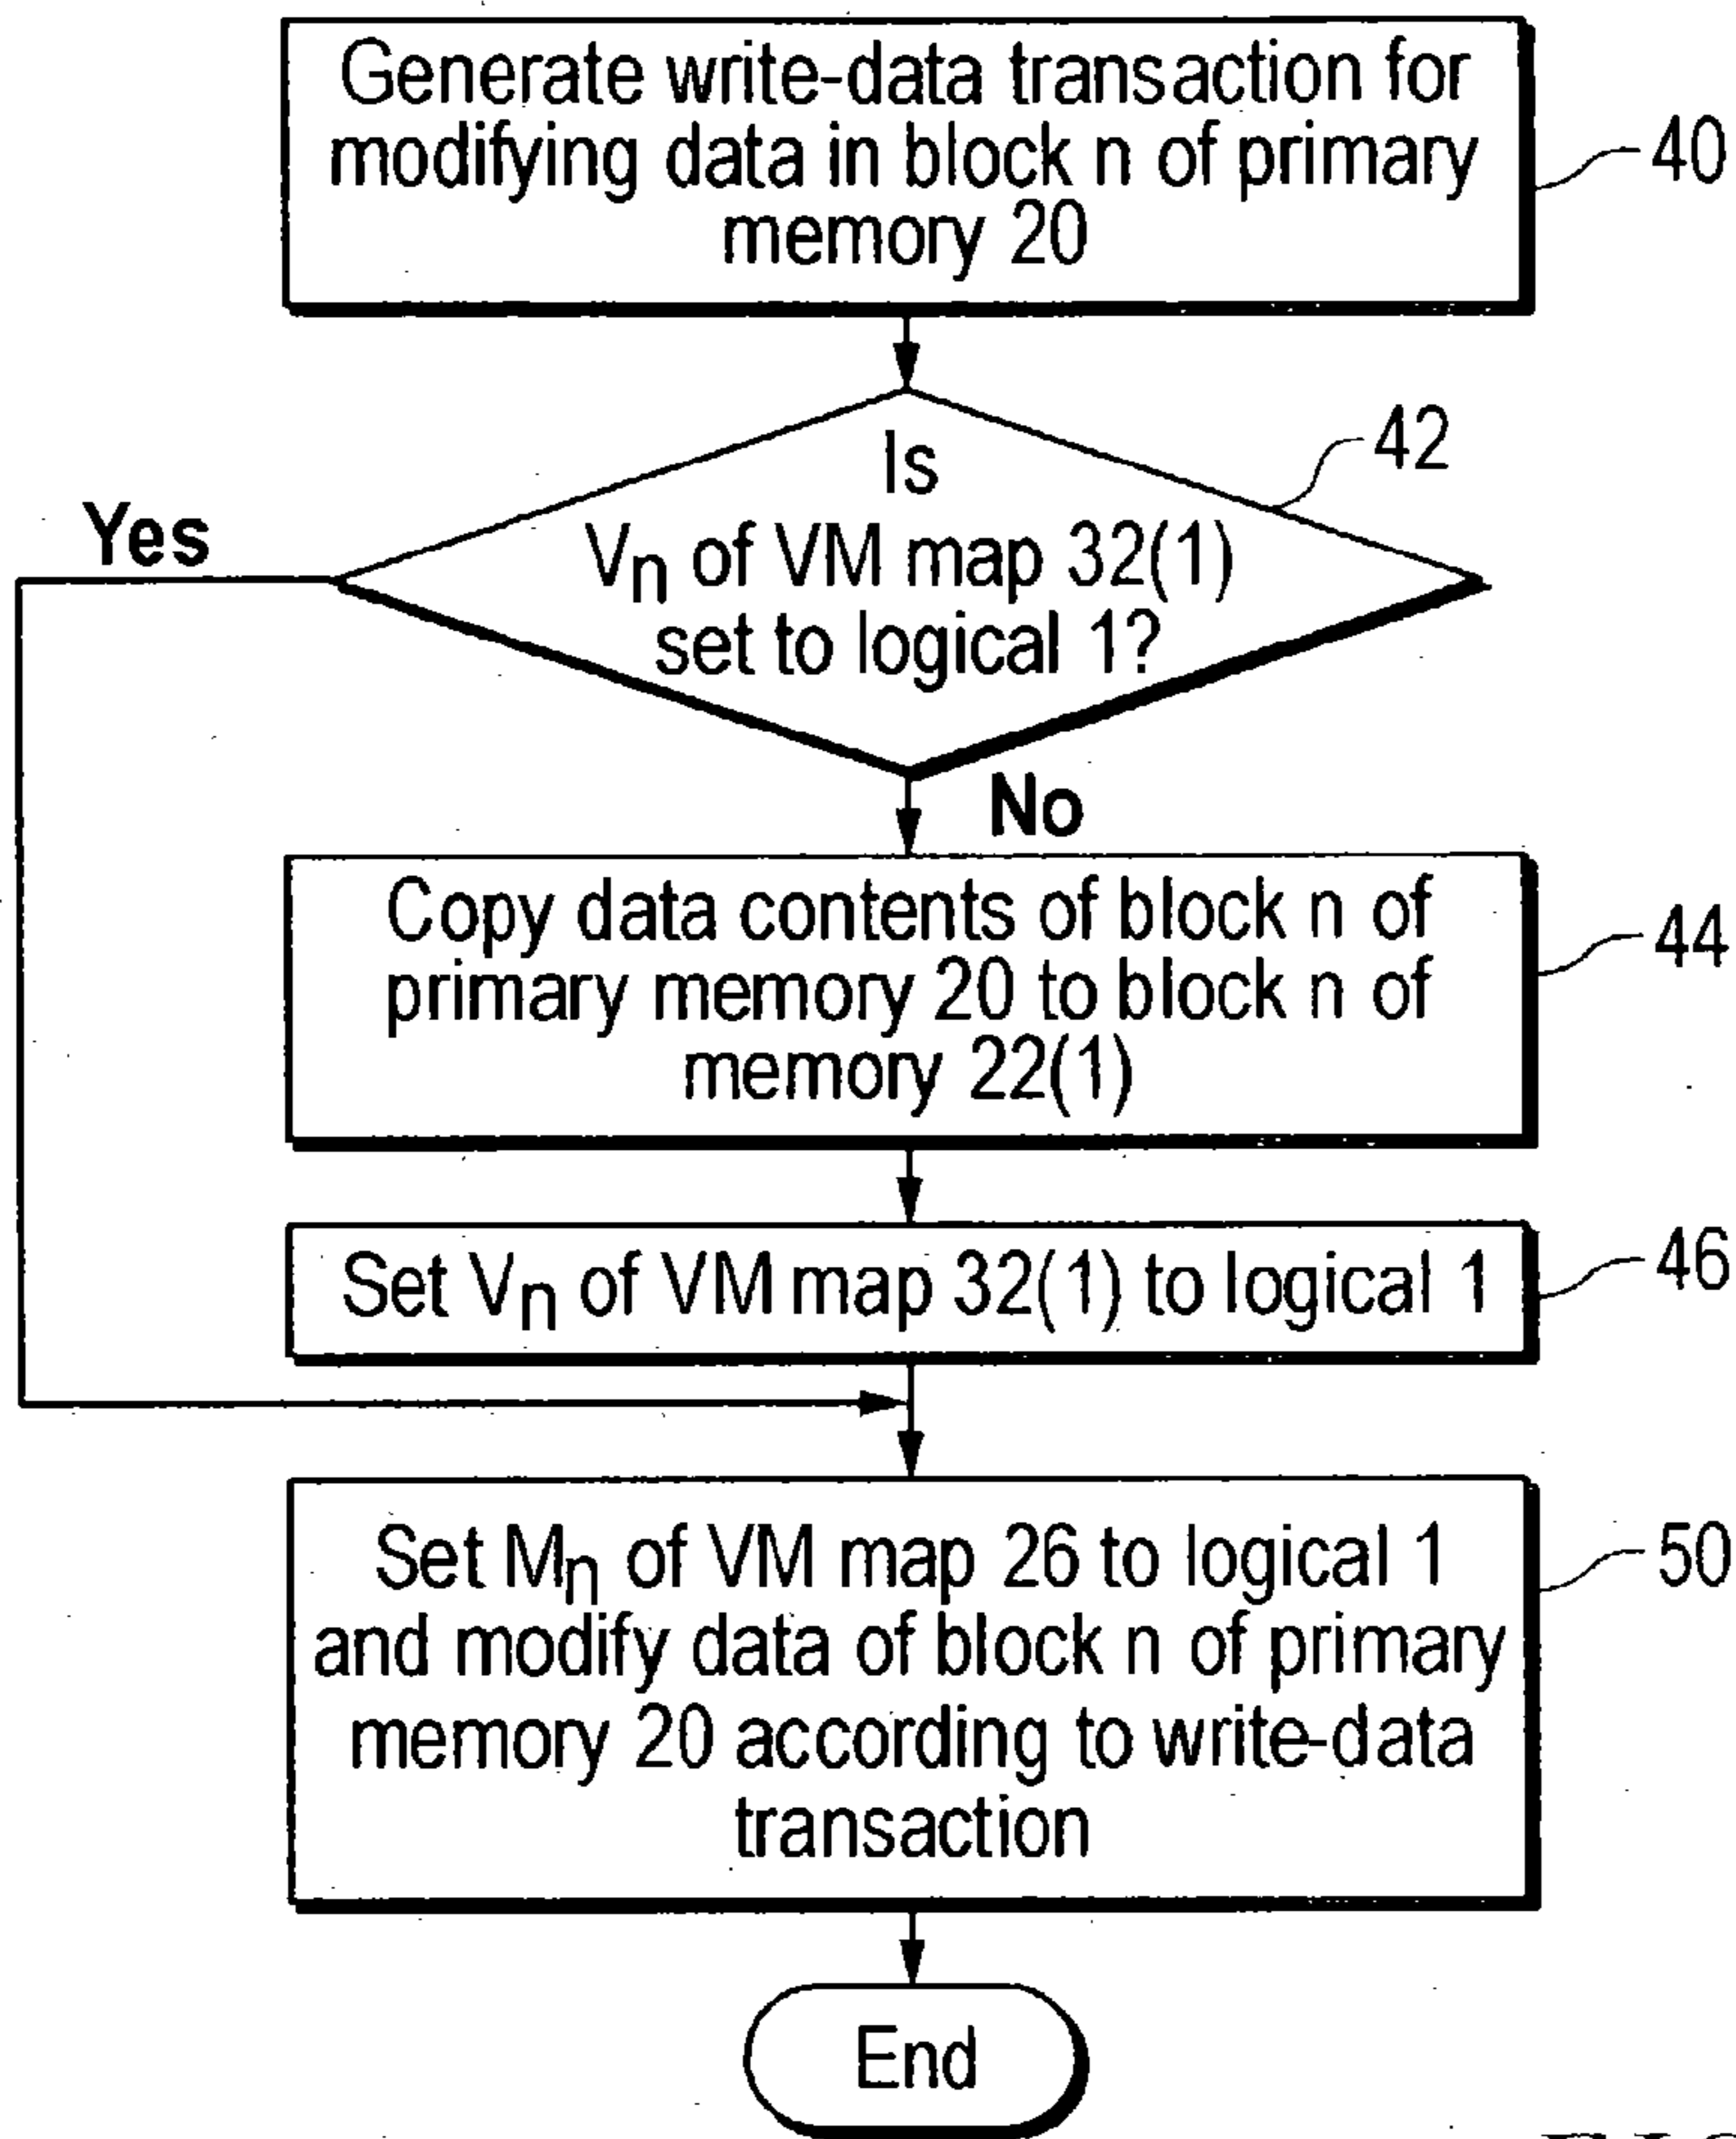 Generate write-data transaction for
modifying data in block n of primary
memory 20
40
Is
Vn of VM map 32(1)
set to logical 1?
42
Yes
No
Copy data contents of block n of
primary memory 20 to block n of
memory 22(1)
44
Set Vn of VM map 32(1) to logical 1
46
Set Mn of VM map 26 to logical 1
and modify data of block n of primary
memory 20 according to write-data
transaction
50
End